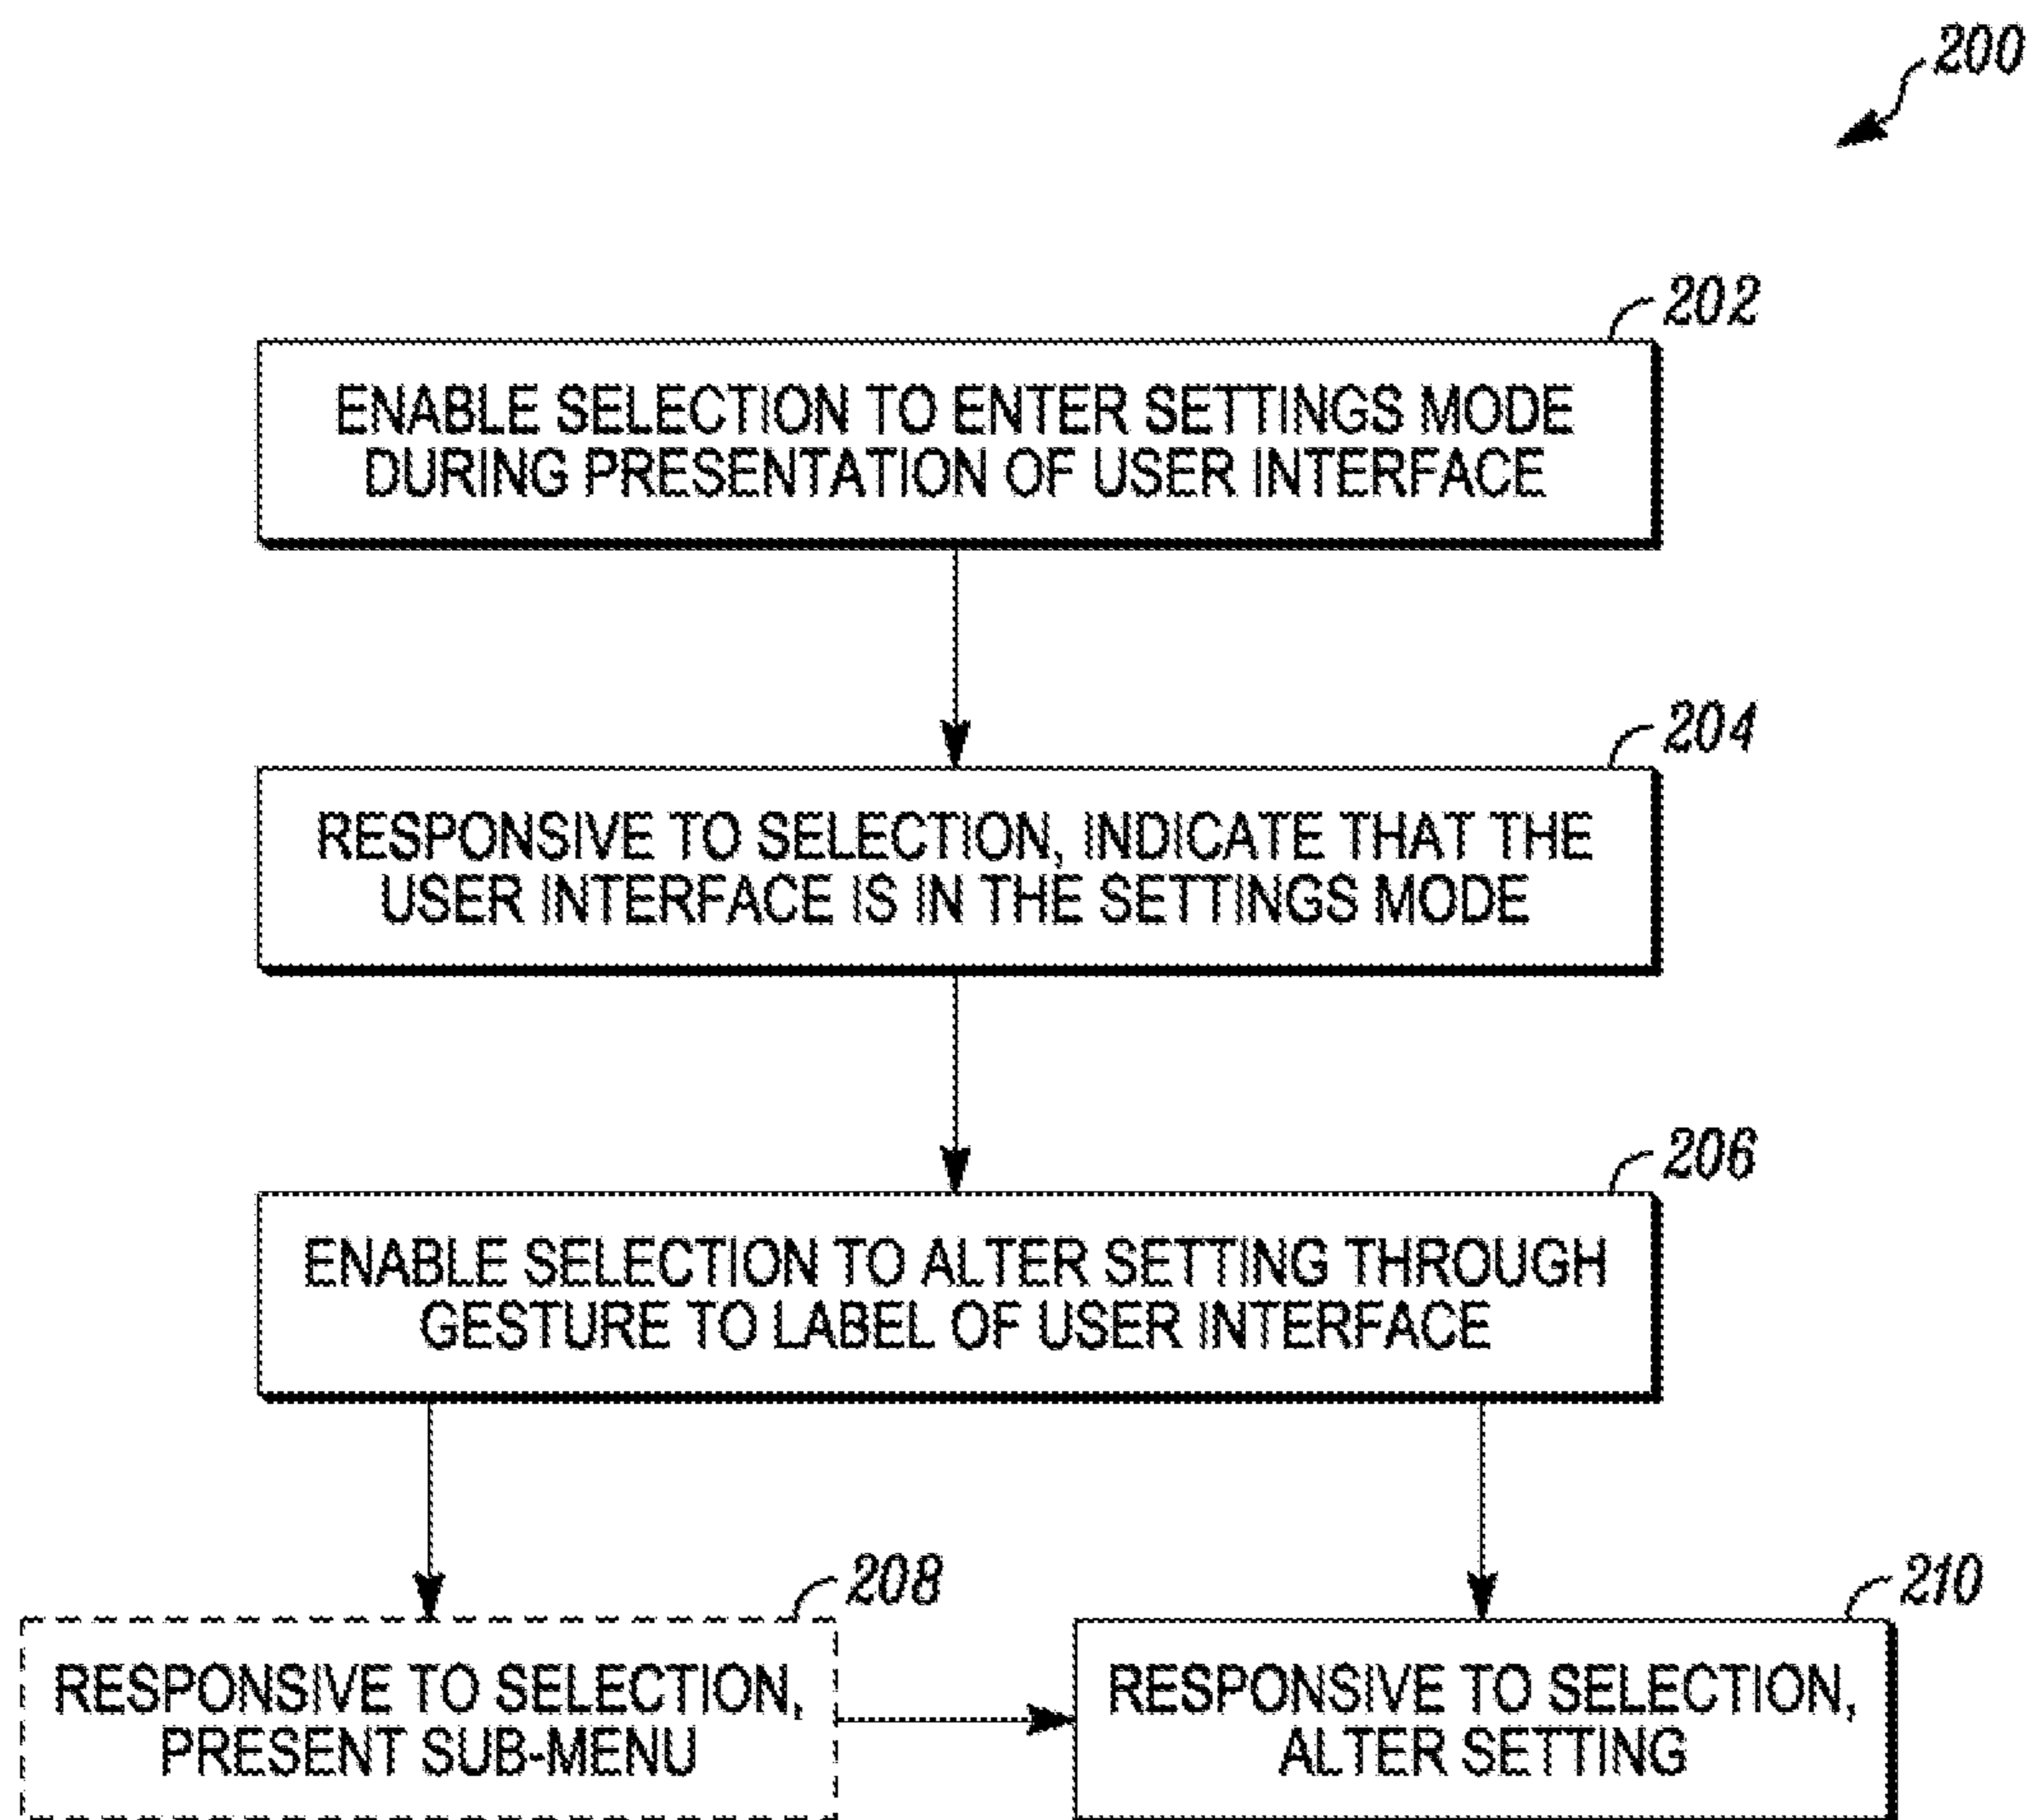 200
202
ENABLE SELECTION TO ENTER SETTINGS MODE
DURING PRESENTATION OF USER INTERFACE
204
RESPONSIVE TO SELECTION, INDICATE THAT THE
USER INTERFACE IS IN THE SETTINGS MODE
206
ENABLE SELECTION TO ALTER SETTING THROUGH
GESTURE TO LABEL OF USER INTERFACE
208
RESPONSIVE TO SELECTION,
PRESENT SUB-MENU
210
RESPONSIVE TO SELECTION,
ALTER SETTING